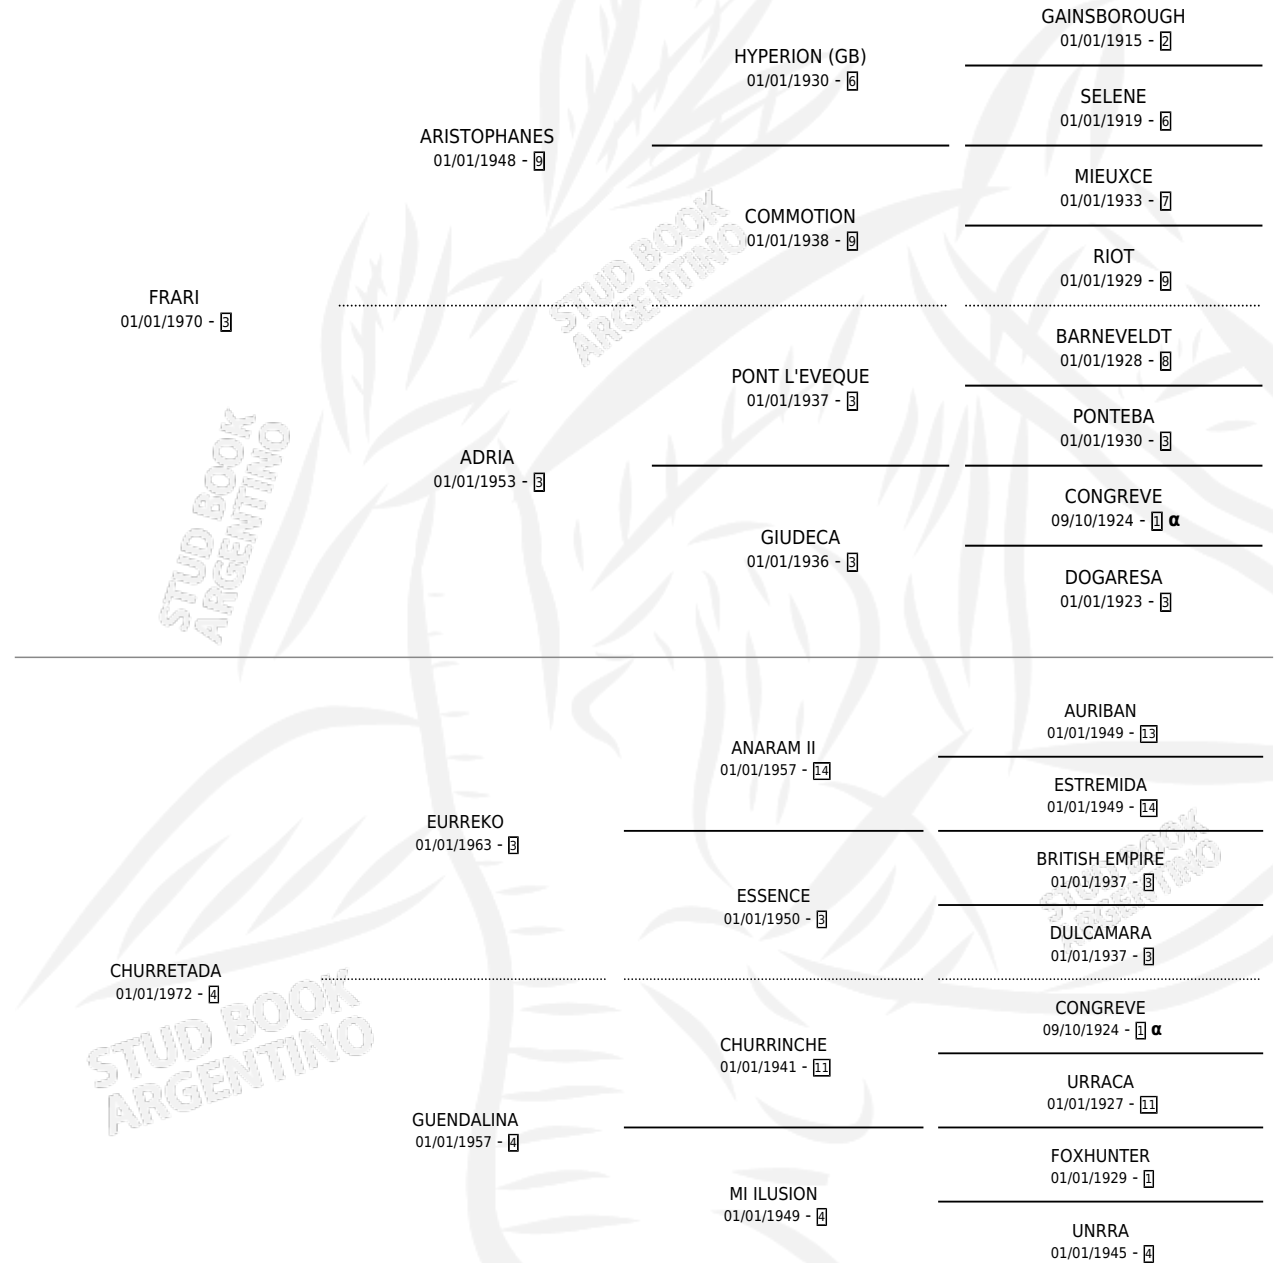 GAINSBOROUGH
01/01/1915 - 2
HYPERION (GB)
01/01/1930 - 6
SELENE
01/01/1919 - 6
ARISTOPHANES
01/01/1948 - 9
MIEUXCE
01/01/1933 - 7
COMMOTION
01/01/1938 - 9
RIOT
01/01/1929 - 9
FRARI
01/01/1970 - 3
BARNEVELDT
01/01/1928 - 8
PONT L'EVEQUE
01/01/1937 - 3
PONTEBA
01/01/1930 - 3
ADRIA
01/01/1953 - 3
CONGREVE
09/10/1924 - 1 α
GIUDECA
01/01/1936 - 3
DOGARESA
01/01/1923 - 3
AURIBAN
01/01/1949 - 13
ANARAM II
01/01/1957 - 14
ESTREMIDA
01/01/1949 - 14
EURREKO
01/01/1963 - 3
BRITISH EMPIRE
01/01/1937 - 3
ESSENCE
01/01/1950 - 3
DULCAMARA
01/01/1937 - 3
CHURRETADA
01/01/1972 - 4
CONGREVE
09/10/1924 - 1 α
CHURRINCHE
01/01/1941 - 11
URRACA
01/01/1927 - 11
GUENDALINA
01/01/1957 - 4
FOXHUNTER
01/01/1929 - 1
MI ILUSION
01/01/1949 - 4
UNRRA
01/01/1945 - 4
STUD BOOK
ARGENTINO
STUD BOOK
ARGENTINO
STUD BOOK
ARGENTINO
STUD BOOK
ARGENTINO